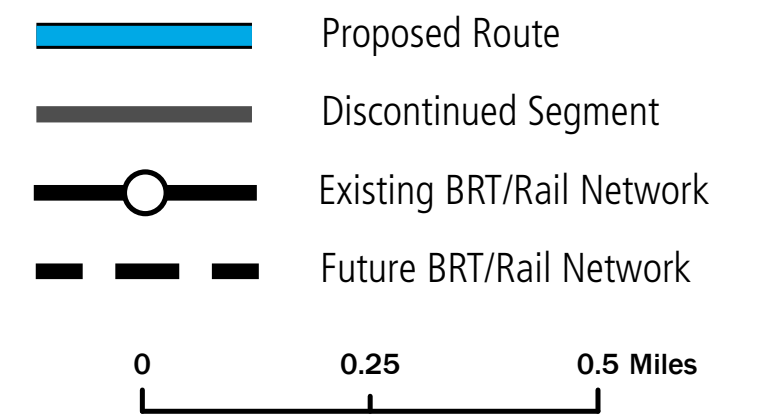 Proposed Route
Discontinued Segment
Existing BRT/Rail Network
Future BRT/Rail Network
0 0.25 0.5 Miles